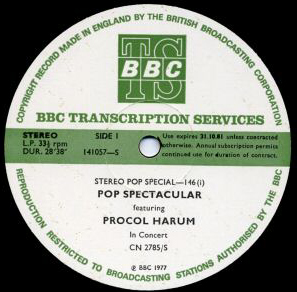 COPYRIGHT RECORD MADE IN ENGLAND BY THE BRITISH BROADCASTING CORPORATION
TS
BBC
BBC TRANSCRIPTION SERVICES
STEREO SIDE 1
L.P. 33⅓ rpm
DUR. 28'38" 141057—S
Use expires 31.10.81 unless contracted
otherwise. Annual subscription permits
continued use for duration of contract.
STEREO POP SPECIAL—146 (i)
POP SPECTACULAR
featuring
PROCOL HARUM
In Concert
CN 2785/S
℗ BBC 1977
REPRODUCTION RESTRICTED TO BROADCASTING STATIONS AUTHORISED BY THE BBC